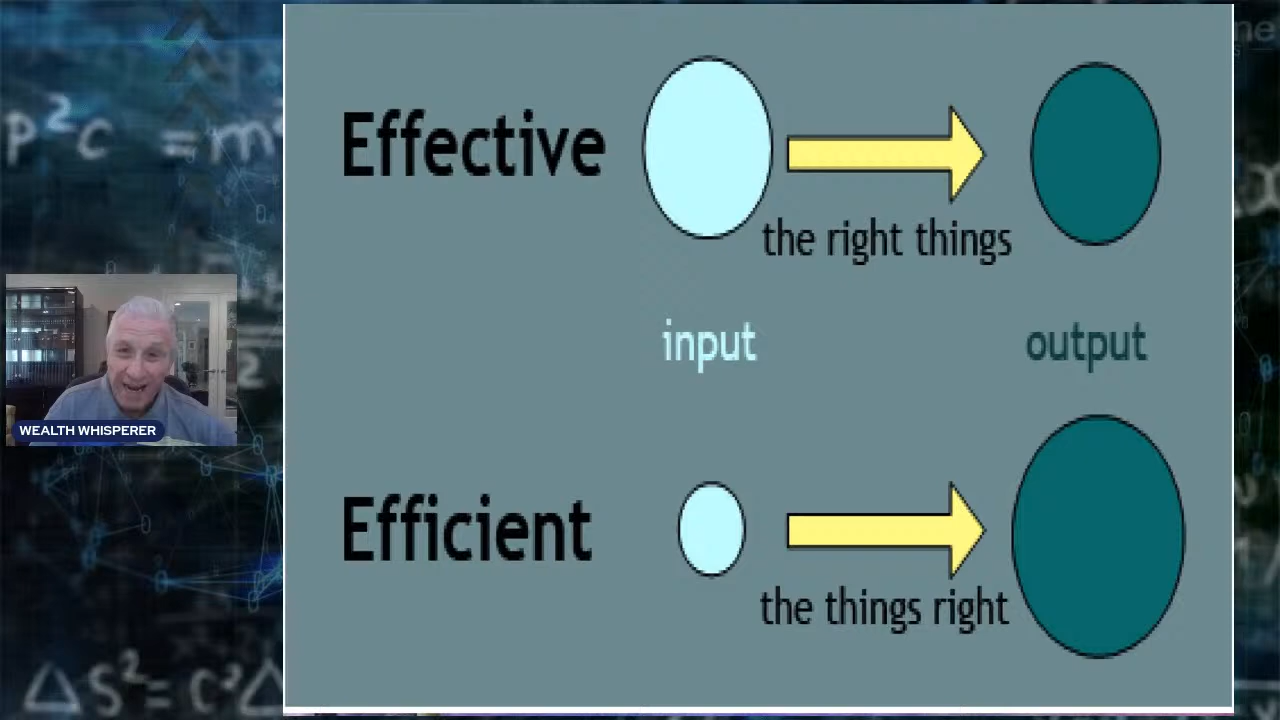 Effective
the right things
input
output
Efficient
the things right
WEALTH WHISPERER